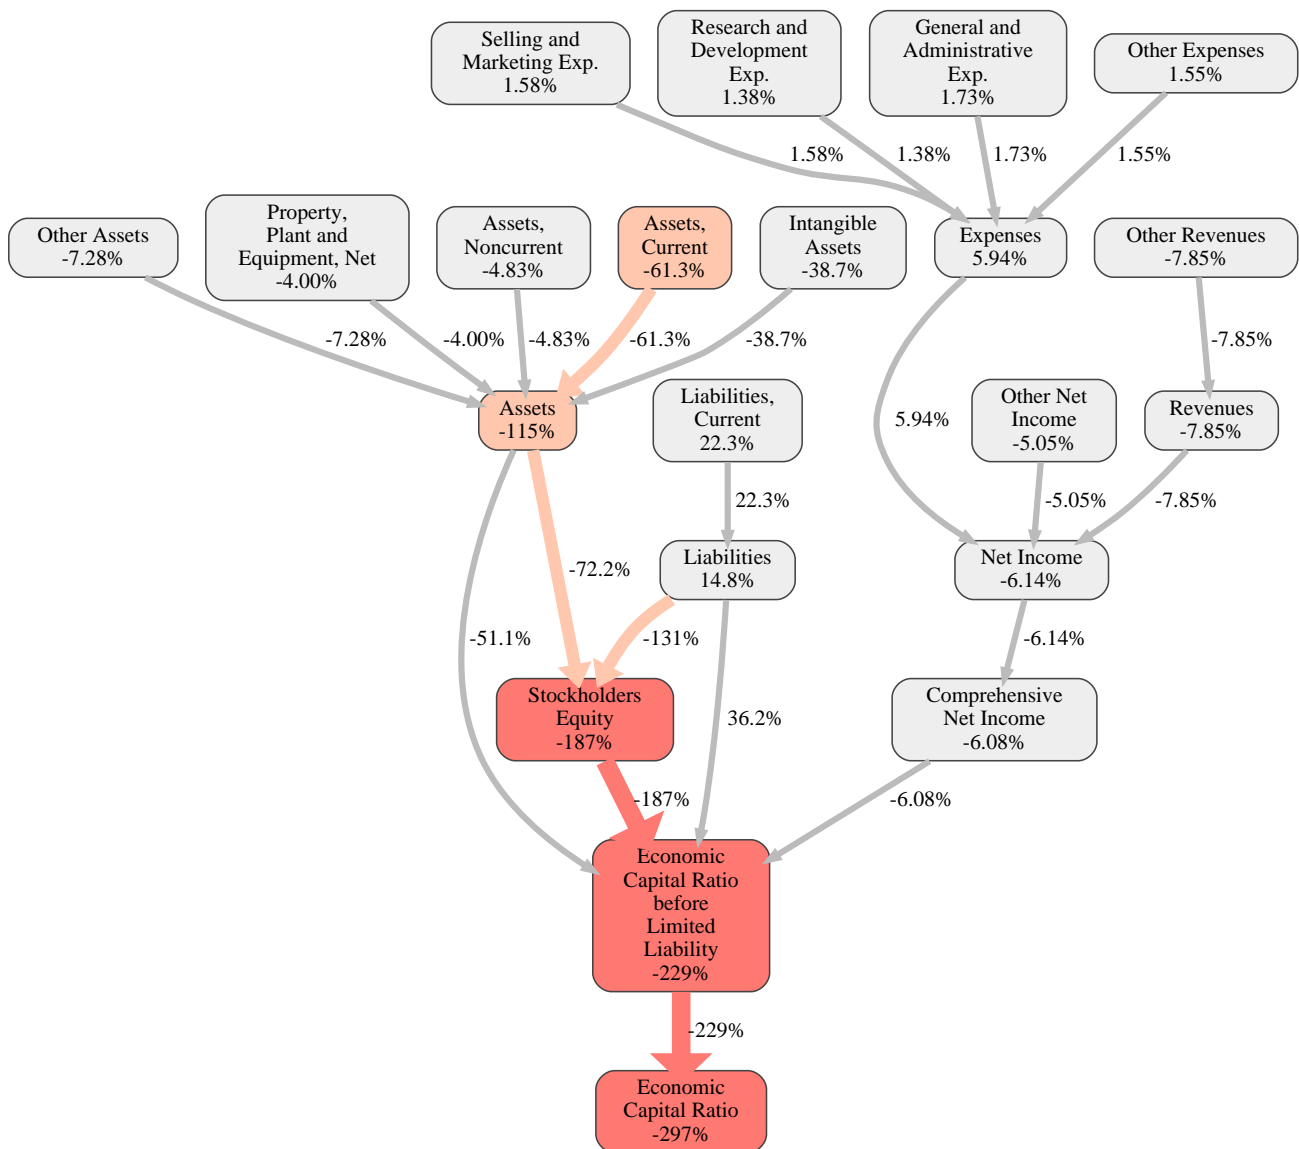 Selling and
Marketing Exp.
1.58%
Research and
Development
Exp.
1.38%
General and
Administrative
Exp.
1.73%
Other Expenses
1.55%
1.58%
1.38%
1.73%
1.55%
Other Assets
-7.28%
Property,
Plant and
Equipment, Net
-4.00%
Assets,
Noncurrent
-4.83%
Assets,
Current
-61.3%
Intangible
Assets
-38.7%
Expenses
5.94%
Other Revenues
-7.85%
-7.28%
-4.00%
-4.83%
-61.3%
-38.7%
-7.85%
Assets
-115%
Liabilities,
Current
22.3%
5.94%
Other Net
Income
-5.05%
Revenues
-7.85%
22.3%
-5.05%
-7.85%
-72.2%
Liabilities
14.8%
Net Income
-6.14%
-51.1%
-131%
-6.14%
Stockholders
Equity
-187%
36.2%
Comprehensive
Net Income
-6.08%
-187%
-6.08%
Economic
Capital Ratio
before
Limited
Liability
-229%
-229%
Economic
Capital Ratio
-297%